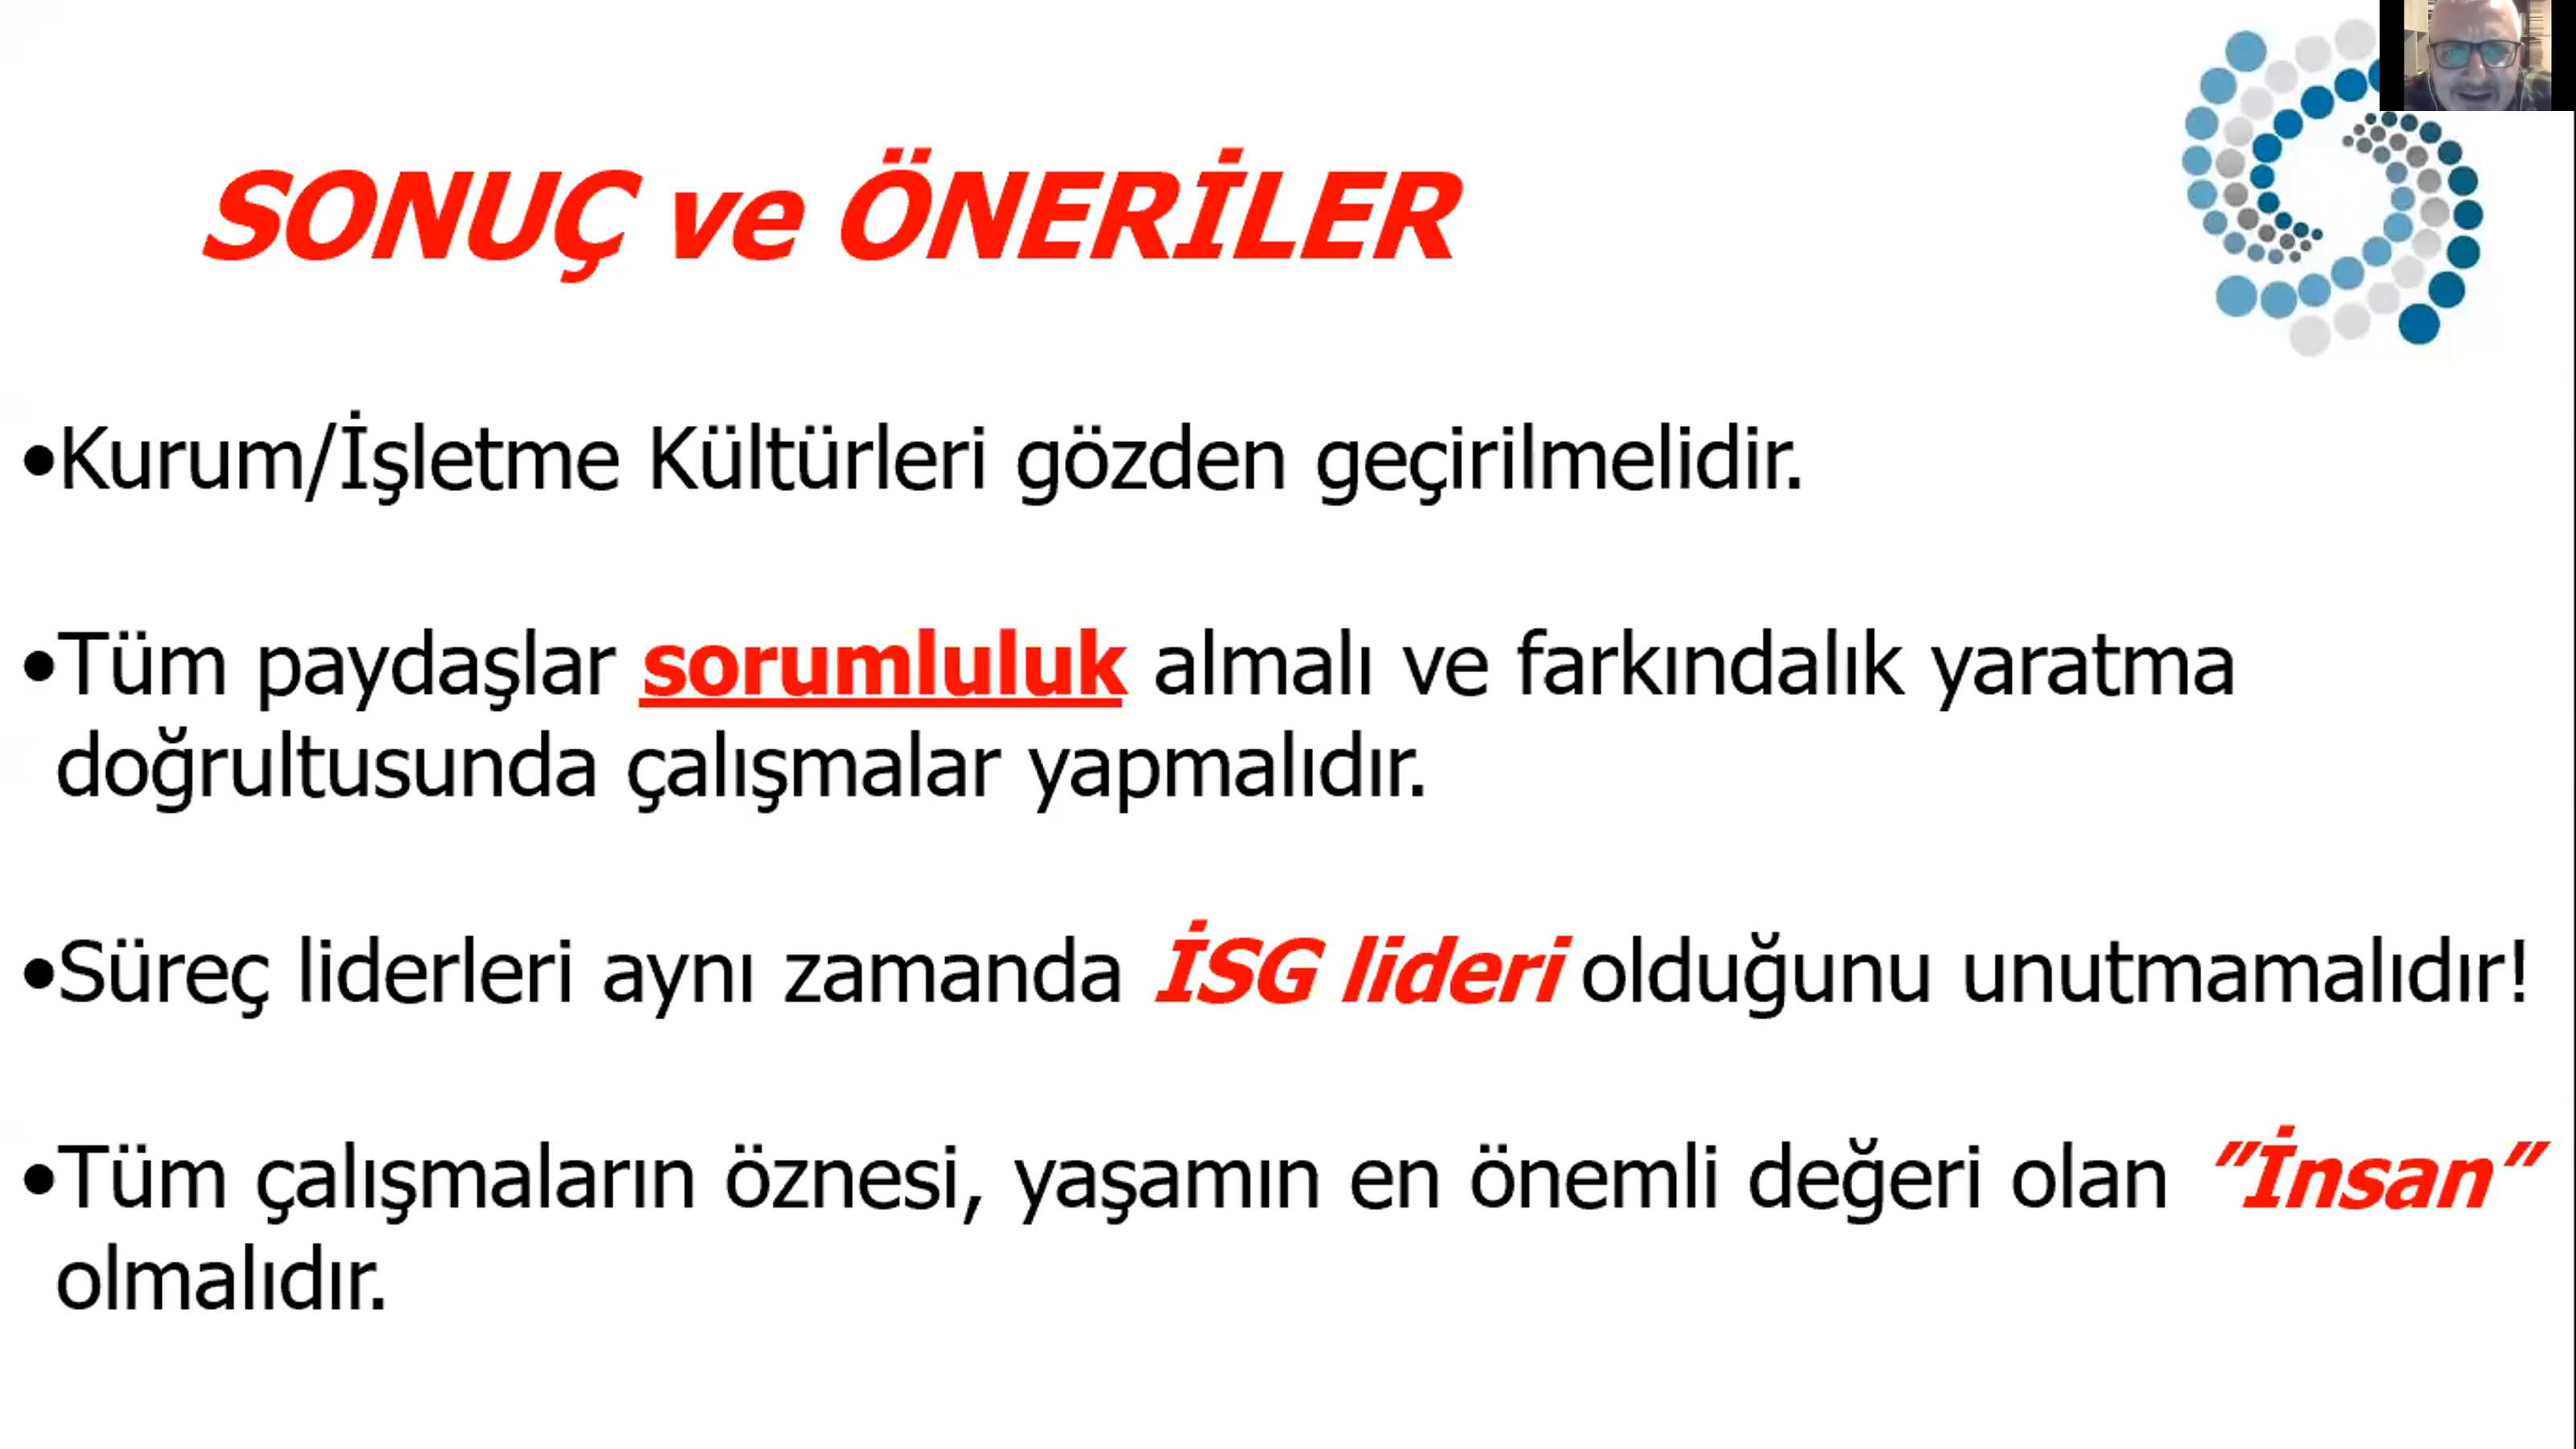 SONUÇ ve ÖNERİLER
•Kurum/İşletme Kültürleri gözden geçirilmelidir.
•Tüm paydaşlar sorumluluk almalı ve farkındalık yaratma
doğrultusunda çalışmalar yapmalıdır.
•Süreç liderleri aynı zamanda İSG lideri olduğunu unutmamalıdır!
•Tüm çalışmaların öznesi, yaşamın en önemli değeri olan ”İnsan”
olmalıdır.